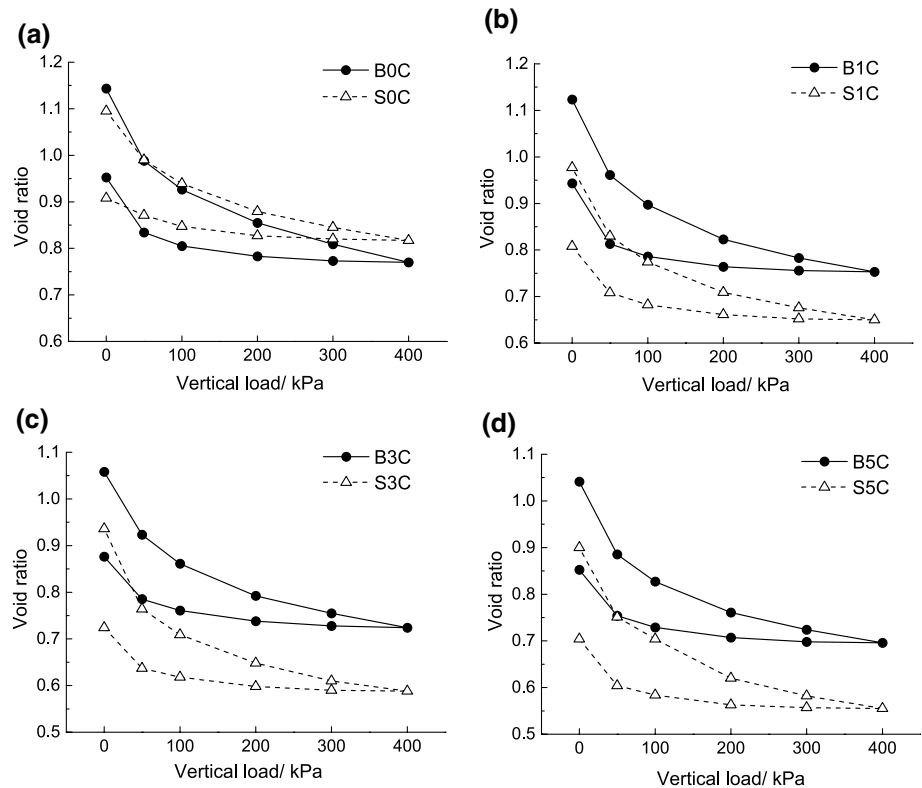 (a)
B0C
S0C
1.2
1.1
1.0
0.9
0.8
0.7
0.6
Void ratio
0 100 200 300 400
Vertical load/ kPa
(b)
B1C
S1C
1.2
1.1
1.0
0.9
0.8
0.7
0.6
Void ratio
0 100 200 300 400
Vertical load/ kPa
(c)
B3C
S3C
1.1
1.0
0.9
0.8
0.7
0.6
0.5
Void ratio
0 100 200 300 400
Vertical load/ kPa
(d)
B5C
S5C
1.1
1.0
0.9
0.8
0.7
0.6
0.5
Void ratio
0 100 200 300 400
Vertical load/ kPa